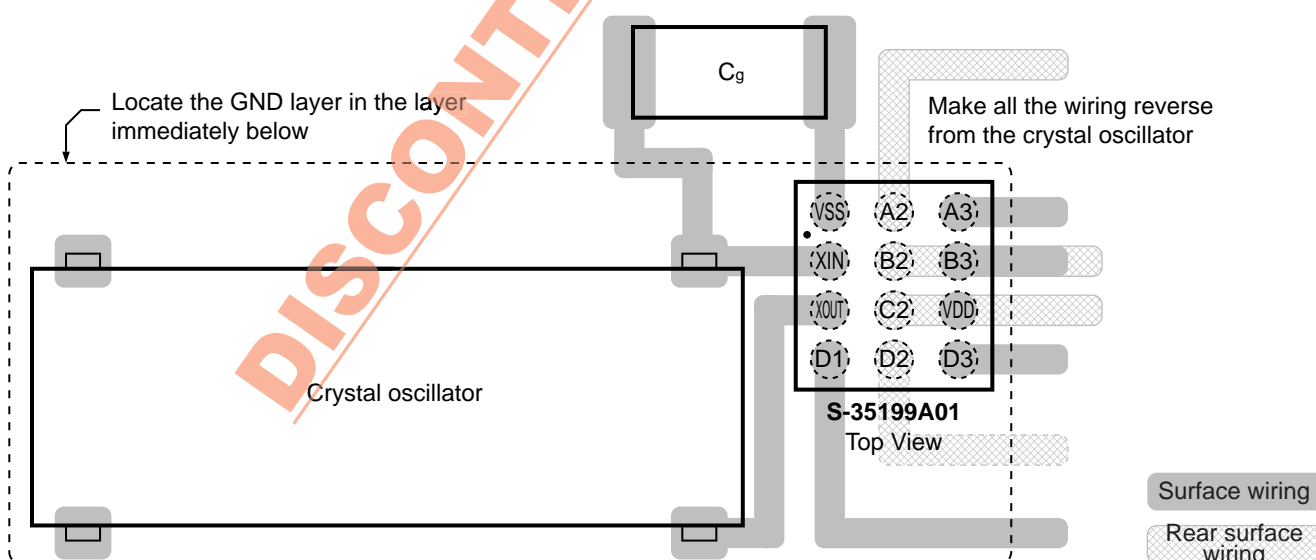 Cg
Locate the GND layer in the layer
immediately below
Make all the wiring reverse
from the crystal oscillator
VSS A2 A3
XIN B2 B3
XOUT C2 VDD
D1 D2 D3
Crystal oscillator
S-35199A01
Top View
Surface wiring
Rear surface
wiring
DISCONTI